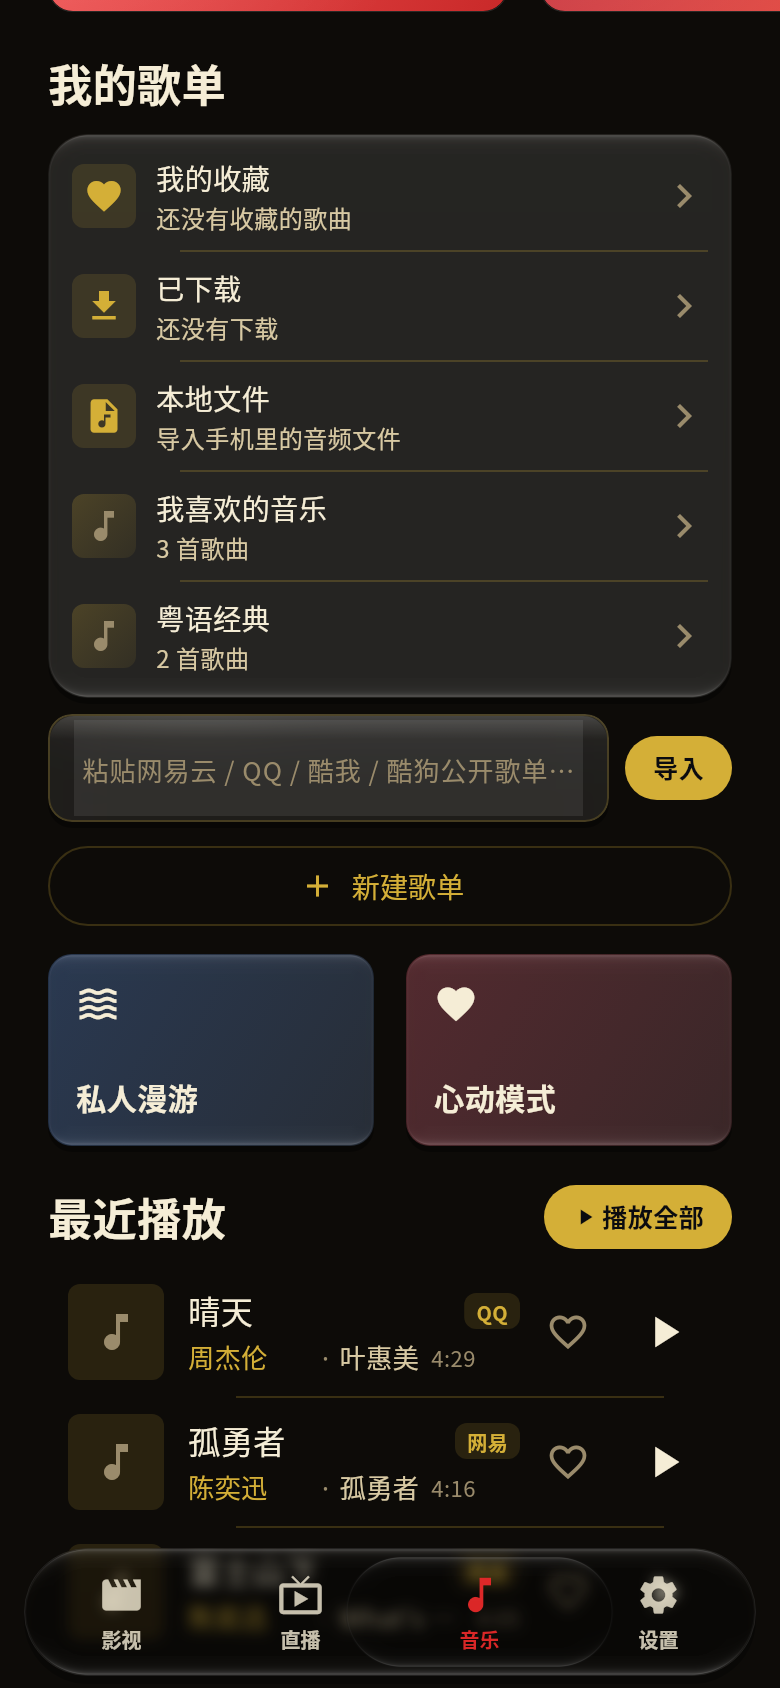 我的歌单
我的收藏
还没有收藏的歌曲
已下载
还没有下载
本地文件
导入手机里的音频文件
我喜欢的音乐
3 首歌曲
粤语经典
2 首歌曲
粘贴网易云 / QQ / 酷我 / 酷狗公开歌单…
导入
新建歌单
私人漫游
心动模式
最近播放
播放全部
晴天
QQ
周杰伦 · 叶惠美 4:29
孤勇者
网易
陈奕迅 · 孤勇者 4:16
影视
直播
音乐
设置